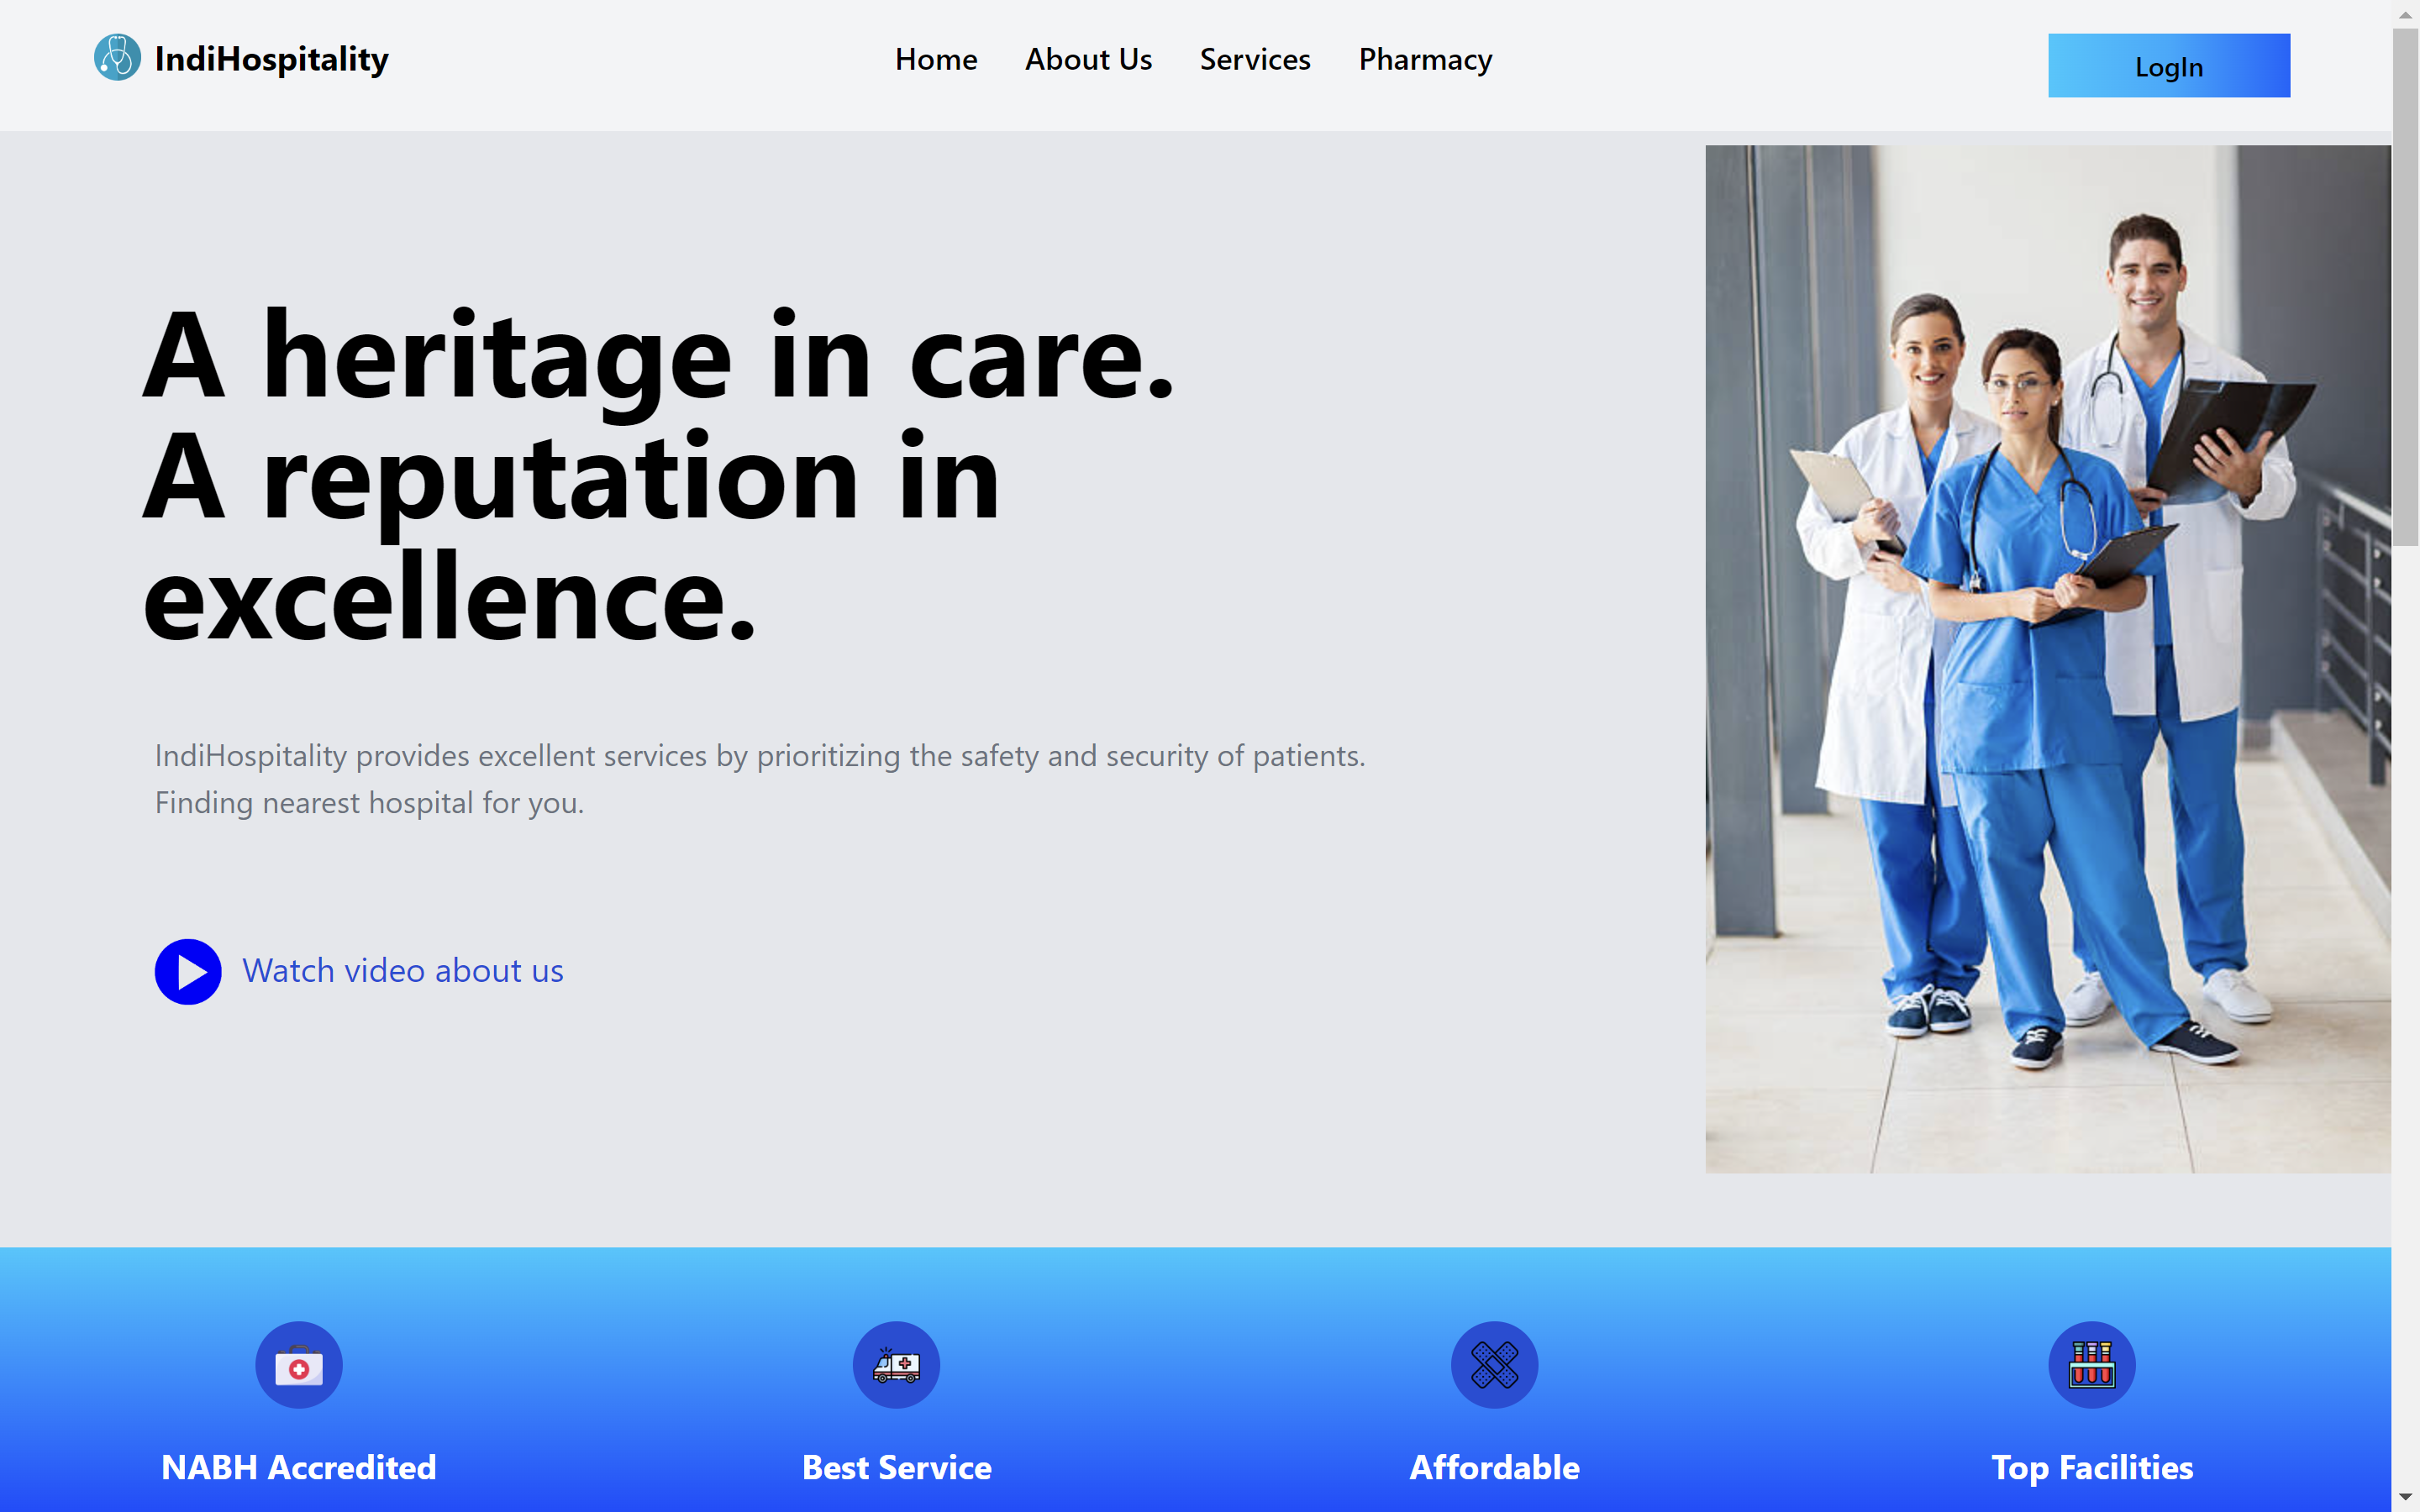 IndiHospitality
Home
About Us
Services
Pharmacy
LogIn
A heritage in care.
A reputation in
excellence.
IndiHospitality provides excellent services by prioritizing the safety and security of patients.
Finding nearest hospital for you.
Watch video about us
NABH Accredited
Best Service
Affordable
Top Facilities